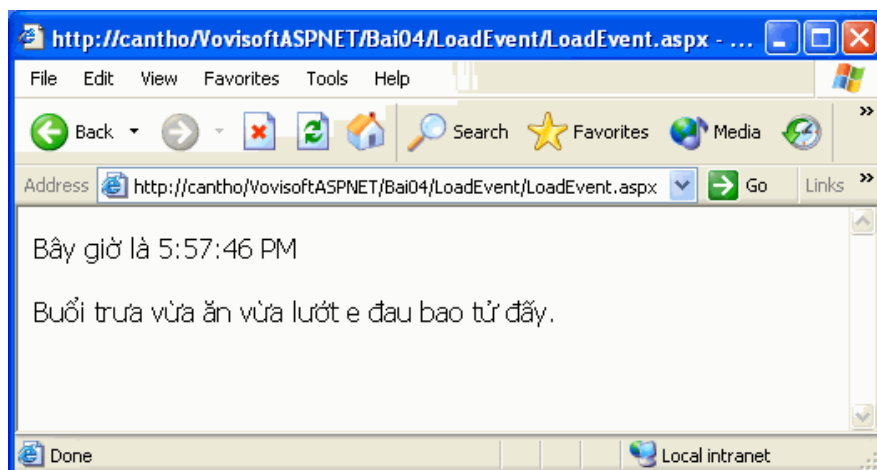 http://cantho/VovisoftASPNET/Bai04/LoadEvent/LoadEvent.aspx - ...
File Edit View Favorites Tools Help
Back Search Favorites Media »
Address http://cantho/VovisoftASPNET/Bai04/LoadEvent/LoadEvent.aspx Go Links »
Bây giờ là 5:57:46 PM
Buổi trưa vừa ăn vừa lướt e đau bao tử đấy.
Done Local intranet